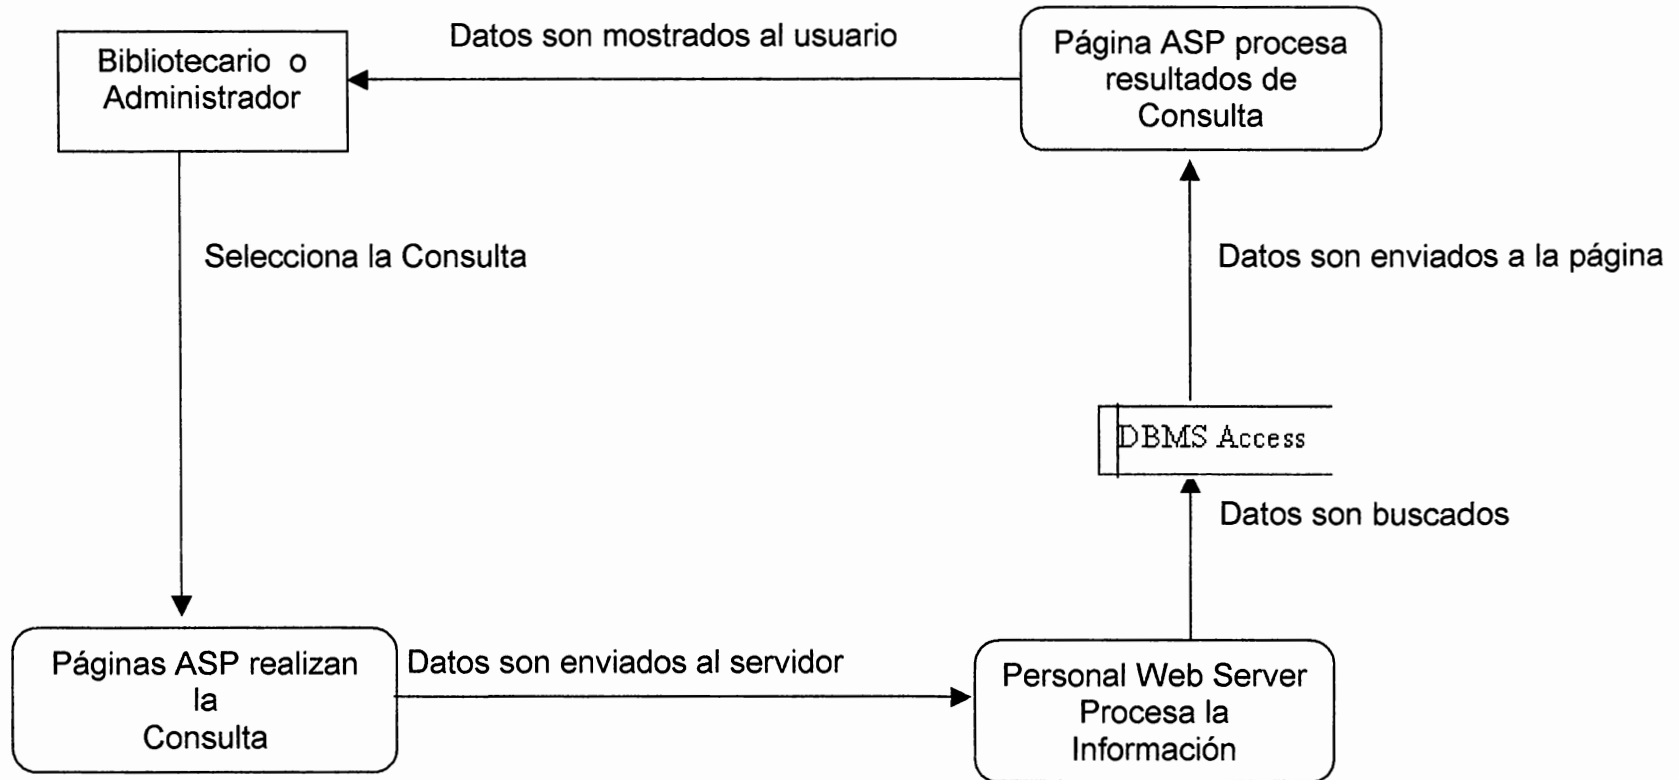 Datos son mostrados al usuario
Bibliotecario o
Administrador
Página ASP procesa
resultados de
Consulta
Selecciona la Consulta
Datos son enviados a la página
DBMS Access
Datos son buscados
Páginas ASP realizan
la
Consulta
Datos son enviados al servidor
Personal Web Server
Procesa la
Información